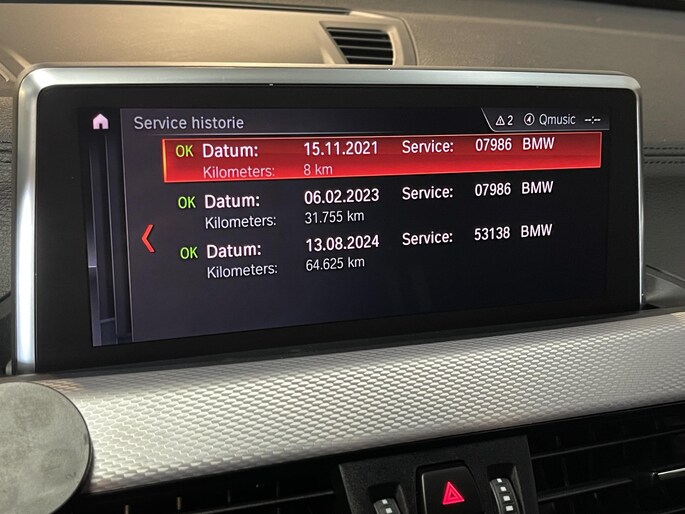 Service historie 2 Qmusic --:--
OK Datum: 15.11.2021 Service: 07986 BMW
Kilometers: 8 km
OK Datum: 06.02.2023 Service: 07986 BMW
Kilometers: 31.755 km
OK Datum: 13.08.2024 Service: 53138 BMW
Kilometers: 64.625 km